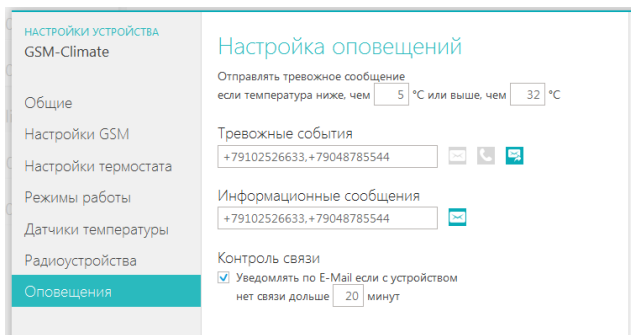 НАСТРОЙКИ УСТРОЙСТВА
GSM-Climate
Общие
Настройки GSM
Настройки термостата
Режимы работы
Датчики температуры
Радиоустройства
Оповещения
Настройка оповещений
Отправлять тревожное сообщение
если температура ниже, чем 5 °C или выше, чем 32 °C
Тревожные события
+79102526633,+79048785544
Информационные сообщения
+79102526633,+79048785544
Контроль связи
Уведомлять по E-Mail если с устройством
нет связи дольше 20 минут